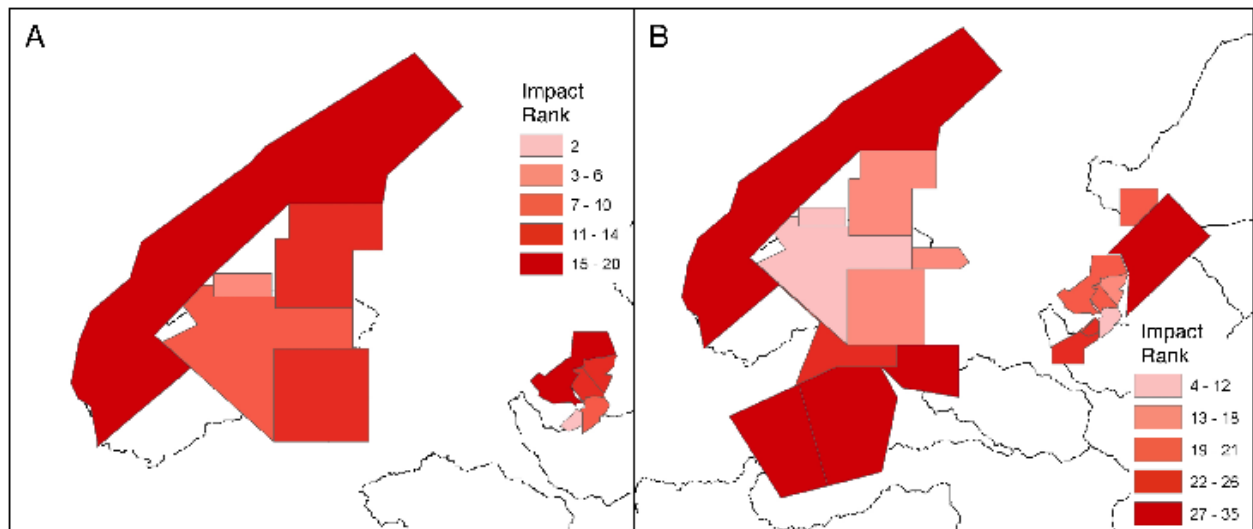 A
Impact
Rank
2
3 - 6
7 - 10
11 - 14
15 - 20
B
Impact
Rank
4 - 12
13 - 18
19 - 21
22 - 26
27 - 35